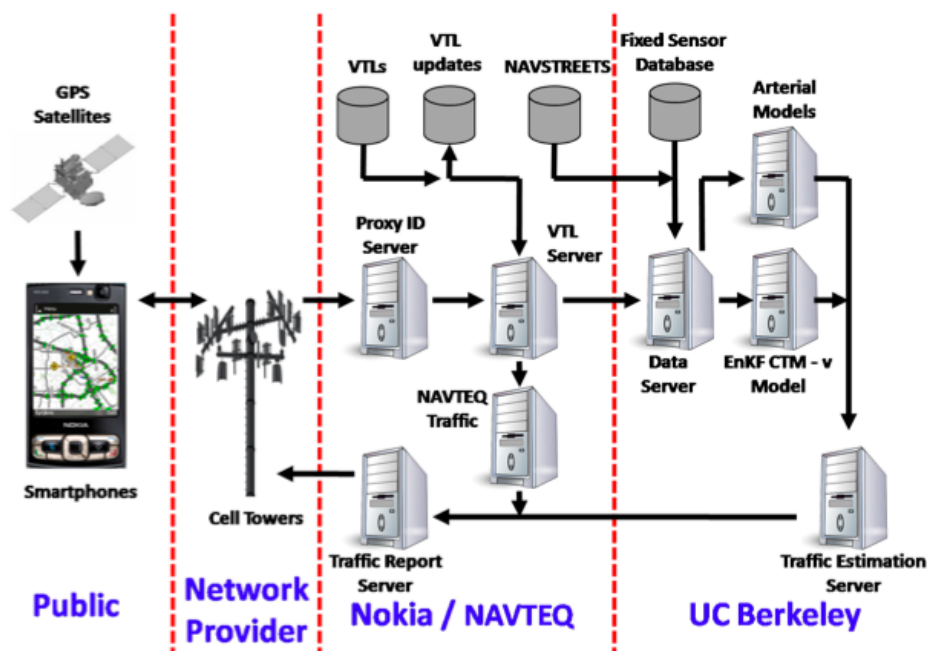 GPS
Satellites
VTLs
VTL
updates
NAVSTREETS
Fixed Sensor
Database
Arterial
Models
Proxy ID
Server
VTL
Server
Data
Server
EnKF CTM – v
Model
NAVTEQ
Traffic
NOKIA
Smartphones
Cell Towers
Traffic Report
Server
Traffic Estimation
Server
Public
Network
Provider
Nokia / NAVTEQ
UC Berkeley